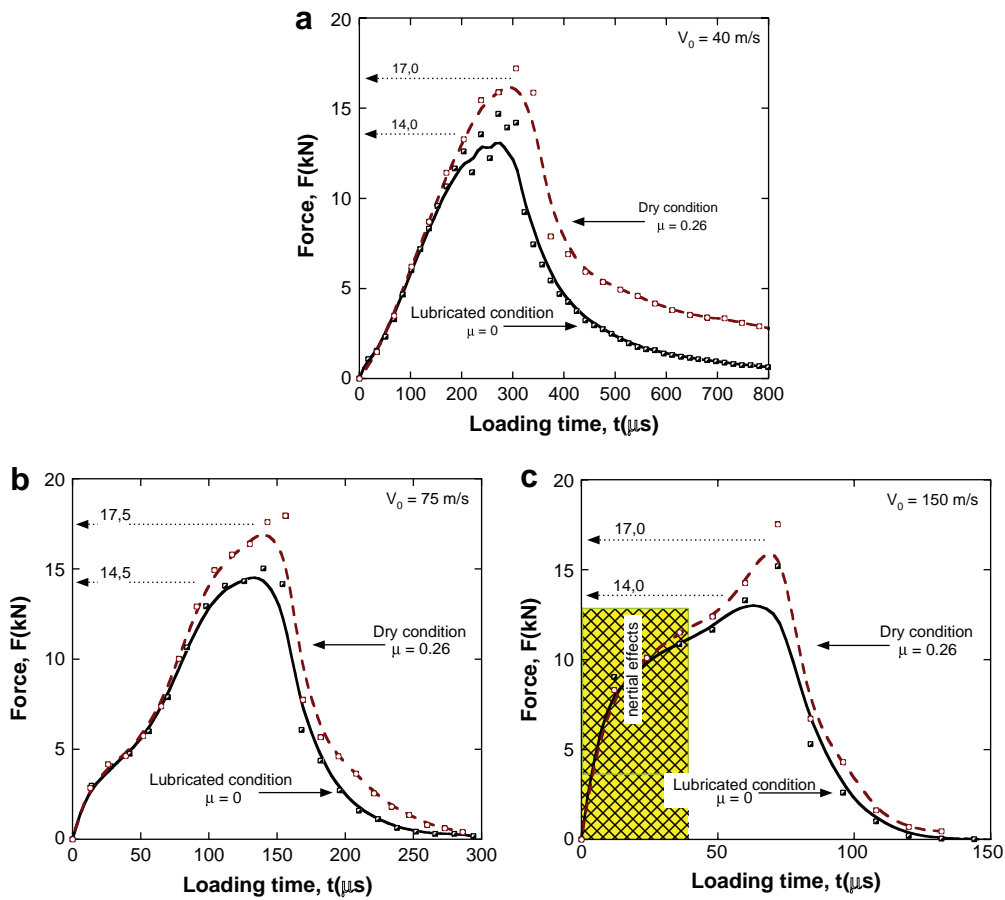 a
V₀ = 40 m/s
20
15
10
5
0
17,0
14,0
Dry condition
μ = 0.26
Lubricated condition
μ = 0
Force, F(kN)
0 100 200 300 400 500 600 700 800
Loading time, t(μs)
b
V₀ = 75 m/s
20
15
10
5
0
17,5
14,5
Dry condition
μ = 0.26
Lubricated condition
μ = 0
Force, F(kN)
0 50 100 150 200 250 300
Loading time, t(μs)
c
V₀ = 150 m/s
20
15
10
5
0
17,0
14,0
nertial effects
Dry condition
μ = 0.26
Lubricated condition
μ = 0
Force, F(kN)
0 50 100 150
Loading time, t(μs)